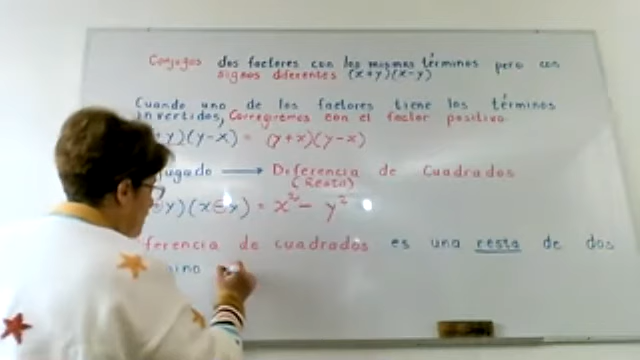 Conjugos dos factores con los mismos términos pero con
signos diferentes (x+y)(x-y)
Cuando uno de los factores tiene los términos
invertidos, Corregiremos con el factor positivo
+y)(y-x) = (y+x)(y-x)
jugado → Diferencia de Cuadrados
(Resta)
y)(x-y) = x² - y²
ferencia de cuadrados es una resta de dos
mino